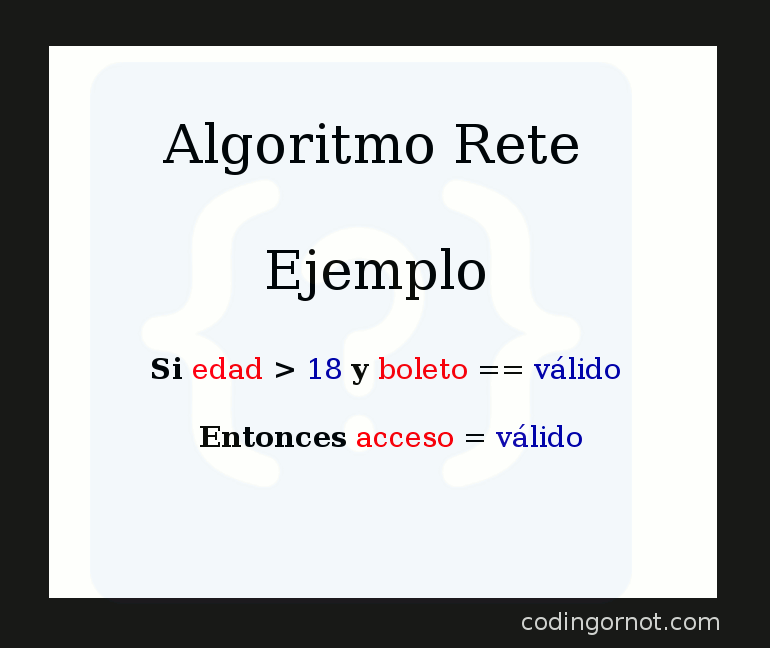 Algoritmo Rete
Ejemplo
Si edad > 18 y boleto == válido
Entonces acceso = válido
codingornot.com